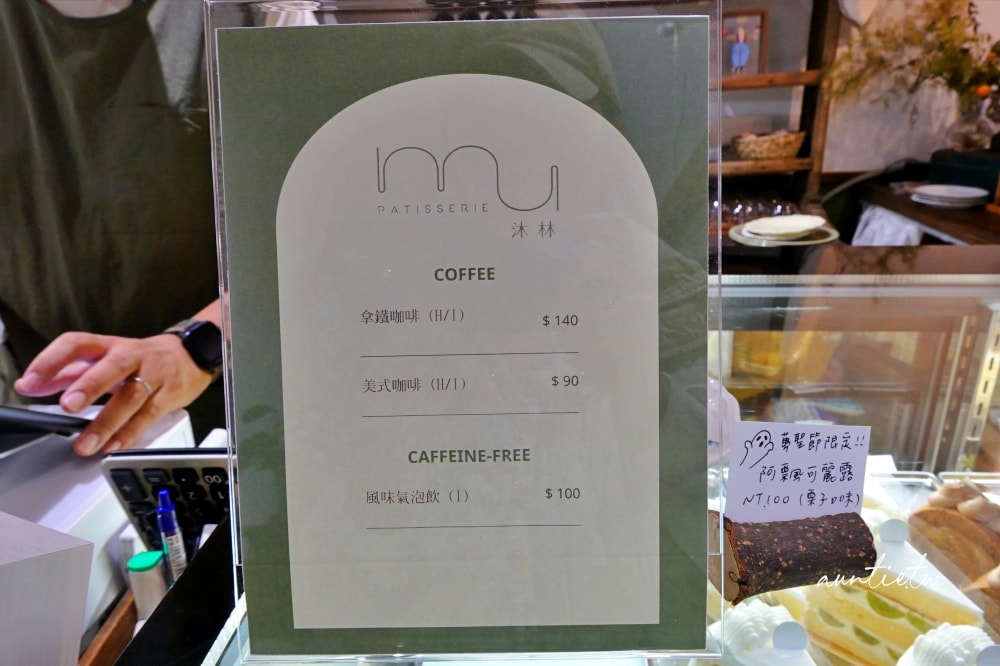 mu
PATISSERIE
沐林
COFFEE
拿鐵咖啡 (H/I) $140
美式咖啡 (H/I) $90
CAFFEINE-FREE
風味氣泡飲 (I) $100
萬聖節限定!!
阿飄可麗露
NT.100 (栗子口味)
auntie.tw